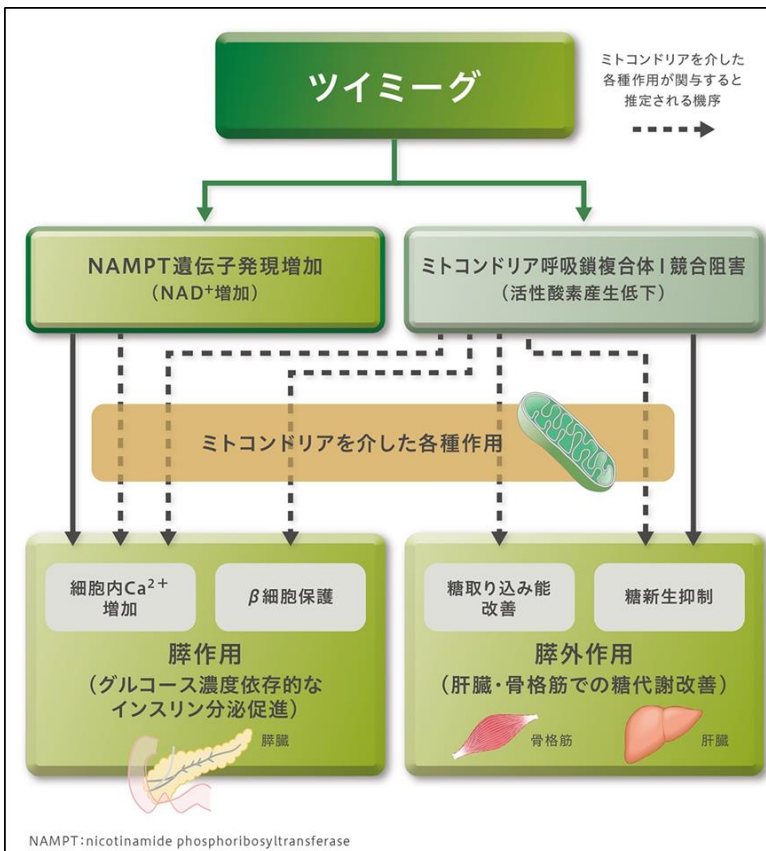 ツイミーグ
ミトコンドリアを介した
各種作用が関与すると
推定される機序
NAMPT遺伝子発現増加
（NAD⁺増加）
ミトコンドリア呼吸鎖複合体Ⅰ競合阻害
（活性酸素産生低下）
ミトコンドリアを介した各種作用
細胞内Ca²⁺
増加
β細胞保護
膵作用
（グルコース濃度依存的な
インスリン分泌促進）
膵臓
糖取り込み能
改善
糖新生抑制
膵外作用
（肝臓・骨格筋での糖代謝改善）
骨格筋
肝臓
NAMPT：nicotinamide phosphoribosyltransferase